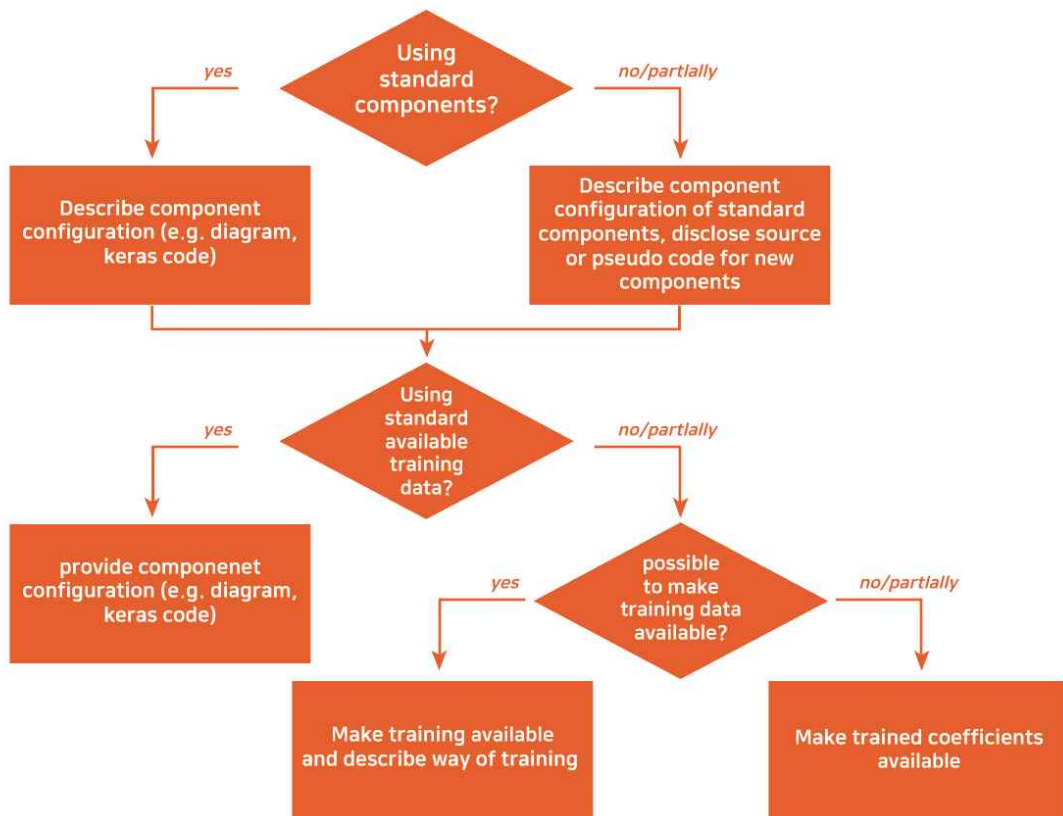 Using
standard
components?
yes
no/partially
Describe component
configuration (e.g. diagram,
keras code)
Describe component
configuration of standard
components, disclose source
or pseudo code for new
components
Using
standard
available
training
data?
yes
no/partlally
provide componenet
configuration (e.g. diagram,
keras code)
possible
to make
training data
available?
yes
no/partially
Make training available
and describe way of training
Make trained coefficients
available